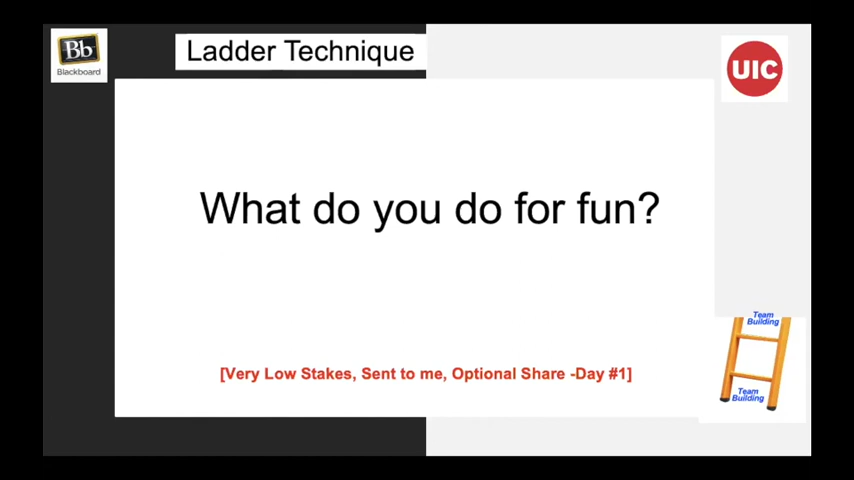 Bb
Blackboard
Ladder Technique
UIC
What do you do for fun?
[Very Low Stakes, Sent to me, Optional Share -Day #1]
Team
Building
Team
Building